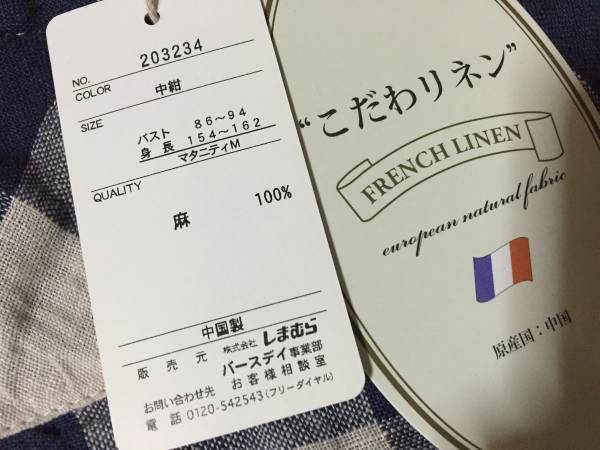 NO. 203234
COLOR 中紺
SIZE バスト 86～94
身長 154～162
マタニティM
QUALITY
麻 100%
中国製
販売元 株式会社 しまむら
バースデイ事業部
お問い合わせ先 お客様相談室
電話 0120-542543(フリーダイヤル)
“こだわリネン”
FRENCH LINEN
european natural fabric
原産国：中国